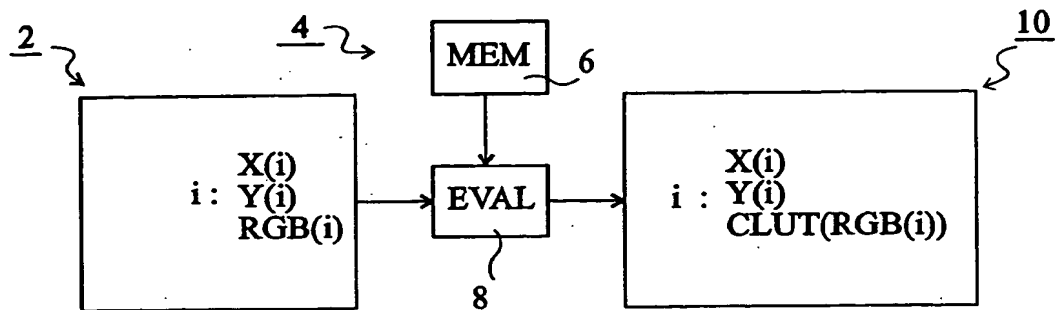 2
4
MEM
6
10
X(i)
i : Y(i)
RGB(i)
EVAL
8
X(i)
i : Y(i)
CLUT(RGB(i))